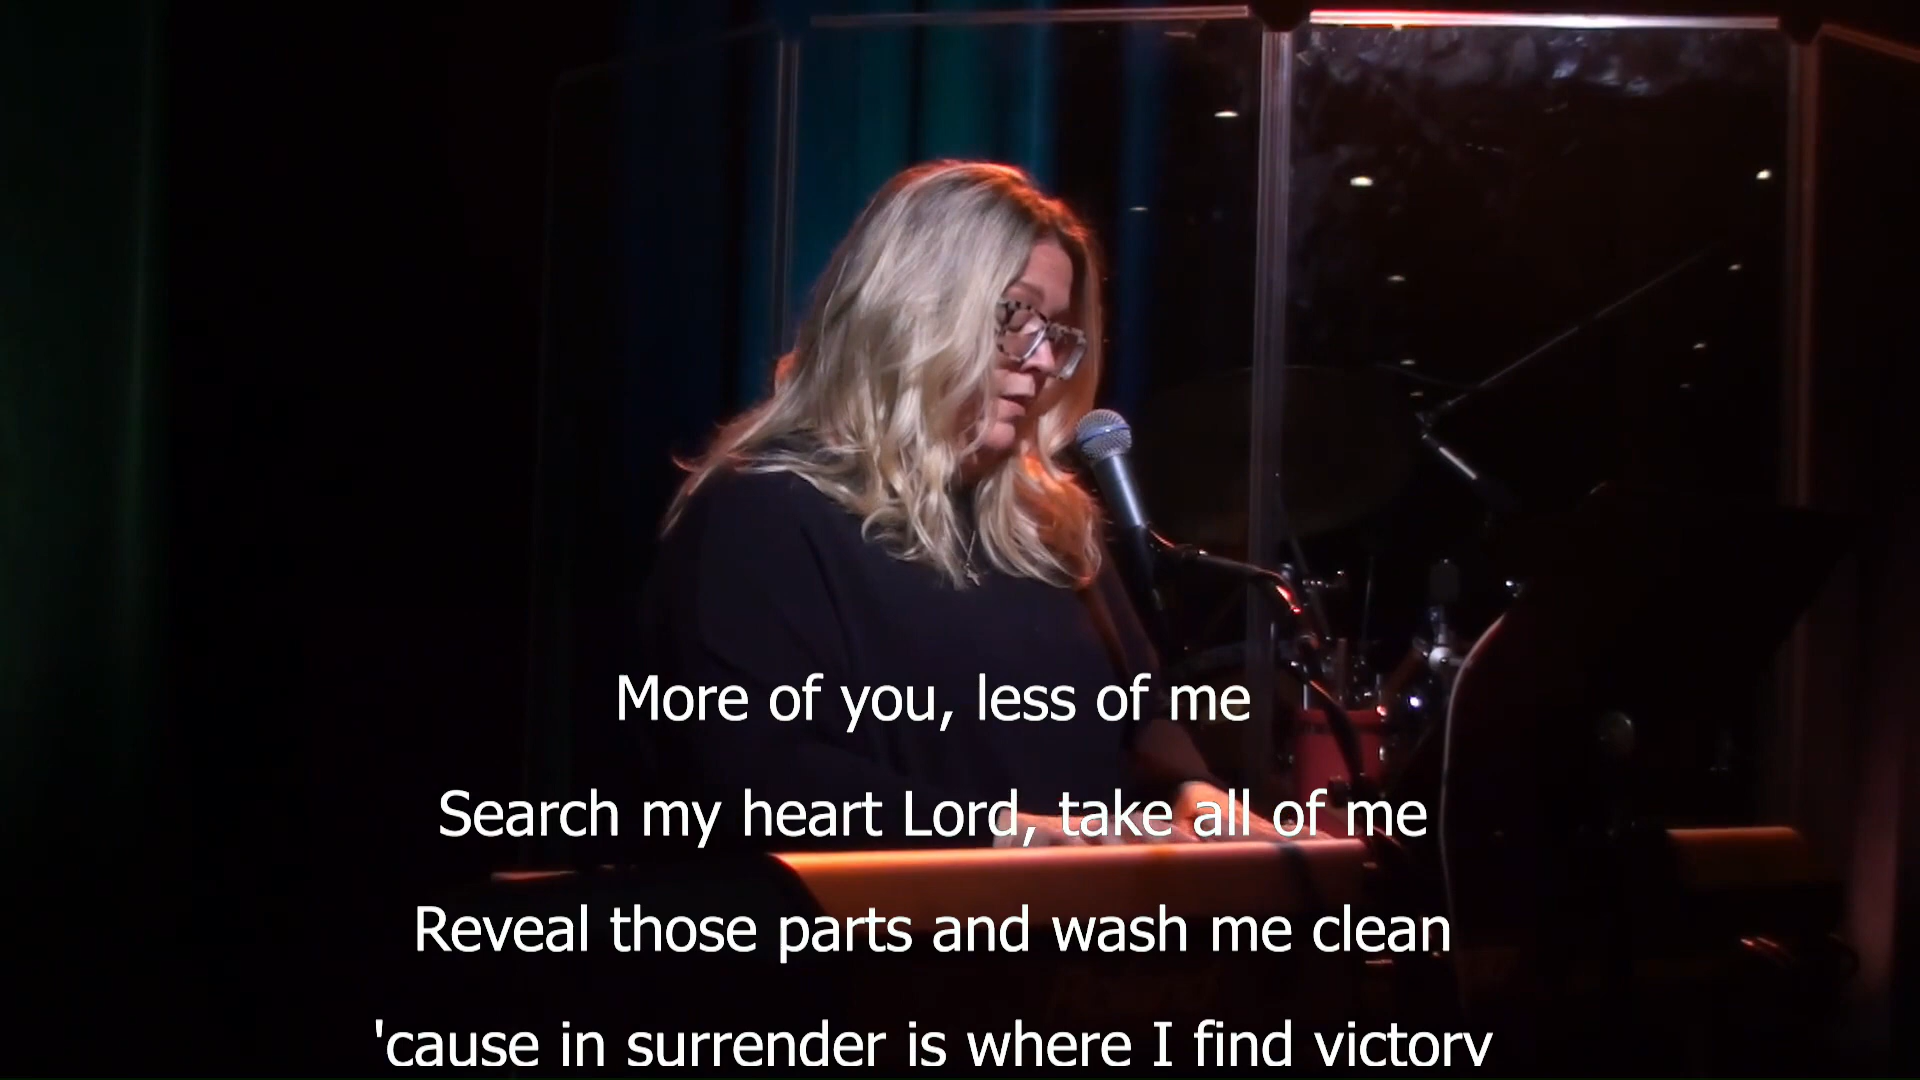 More of you, less of me
Search my heart Lord, take all of me
Reveal those parts and wash me clean
'cause in surrender is where I find victory